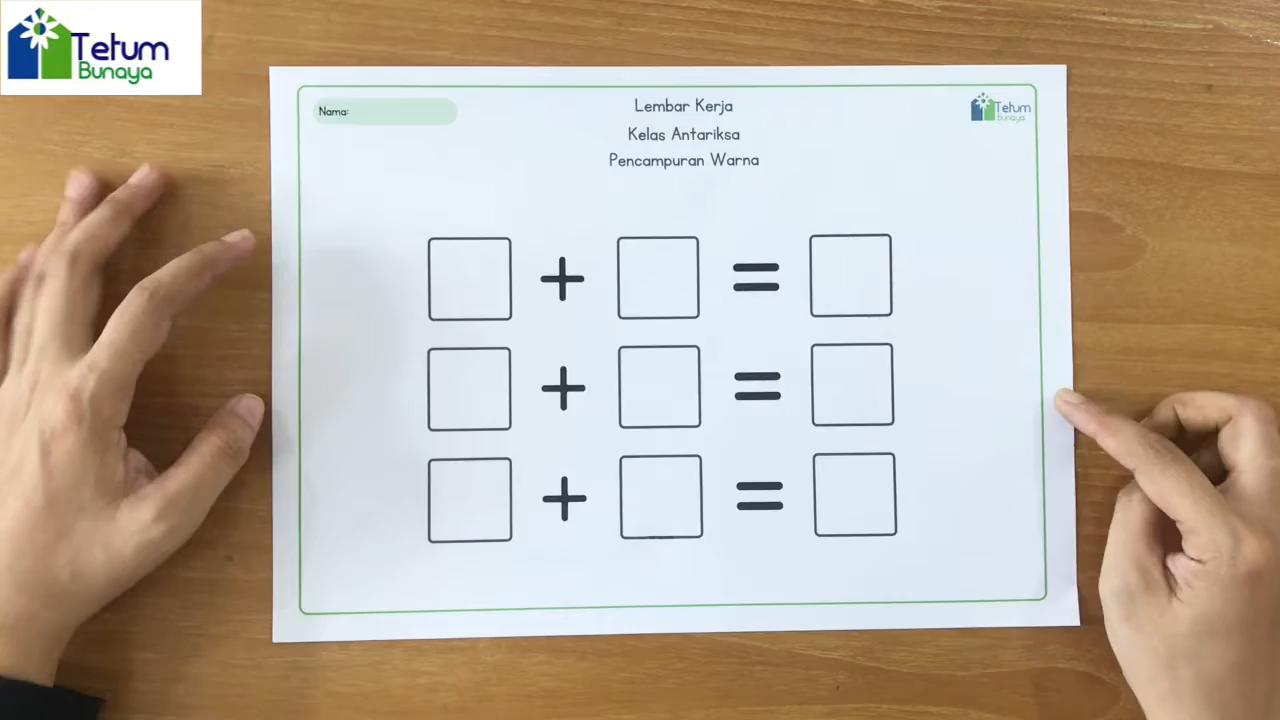 Tetum
Bunaya
Nama:
Lembar Kerja
Kelas Antariksa
Pencampuran Warna
Tetum
Bunaya
+ =
+ =
+ =